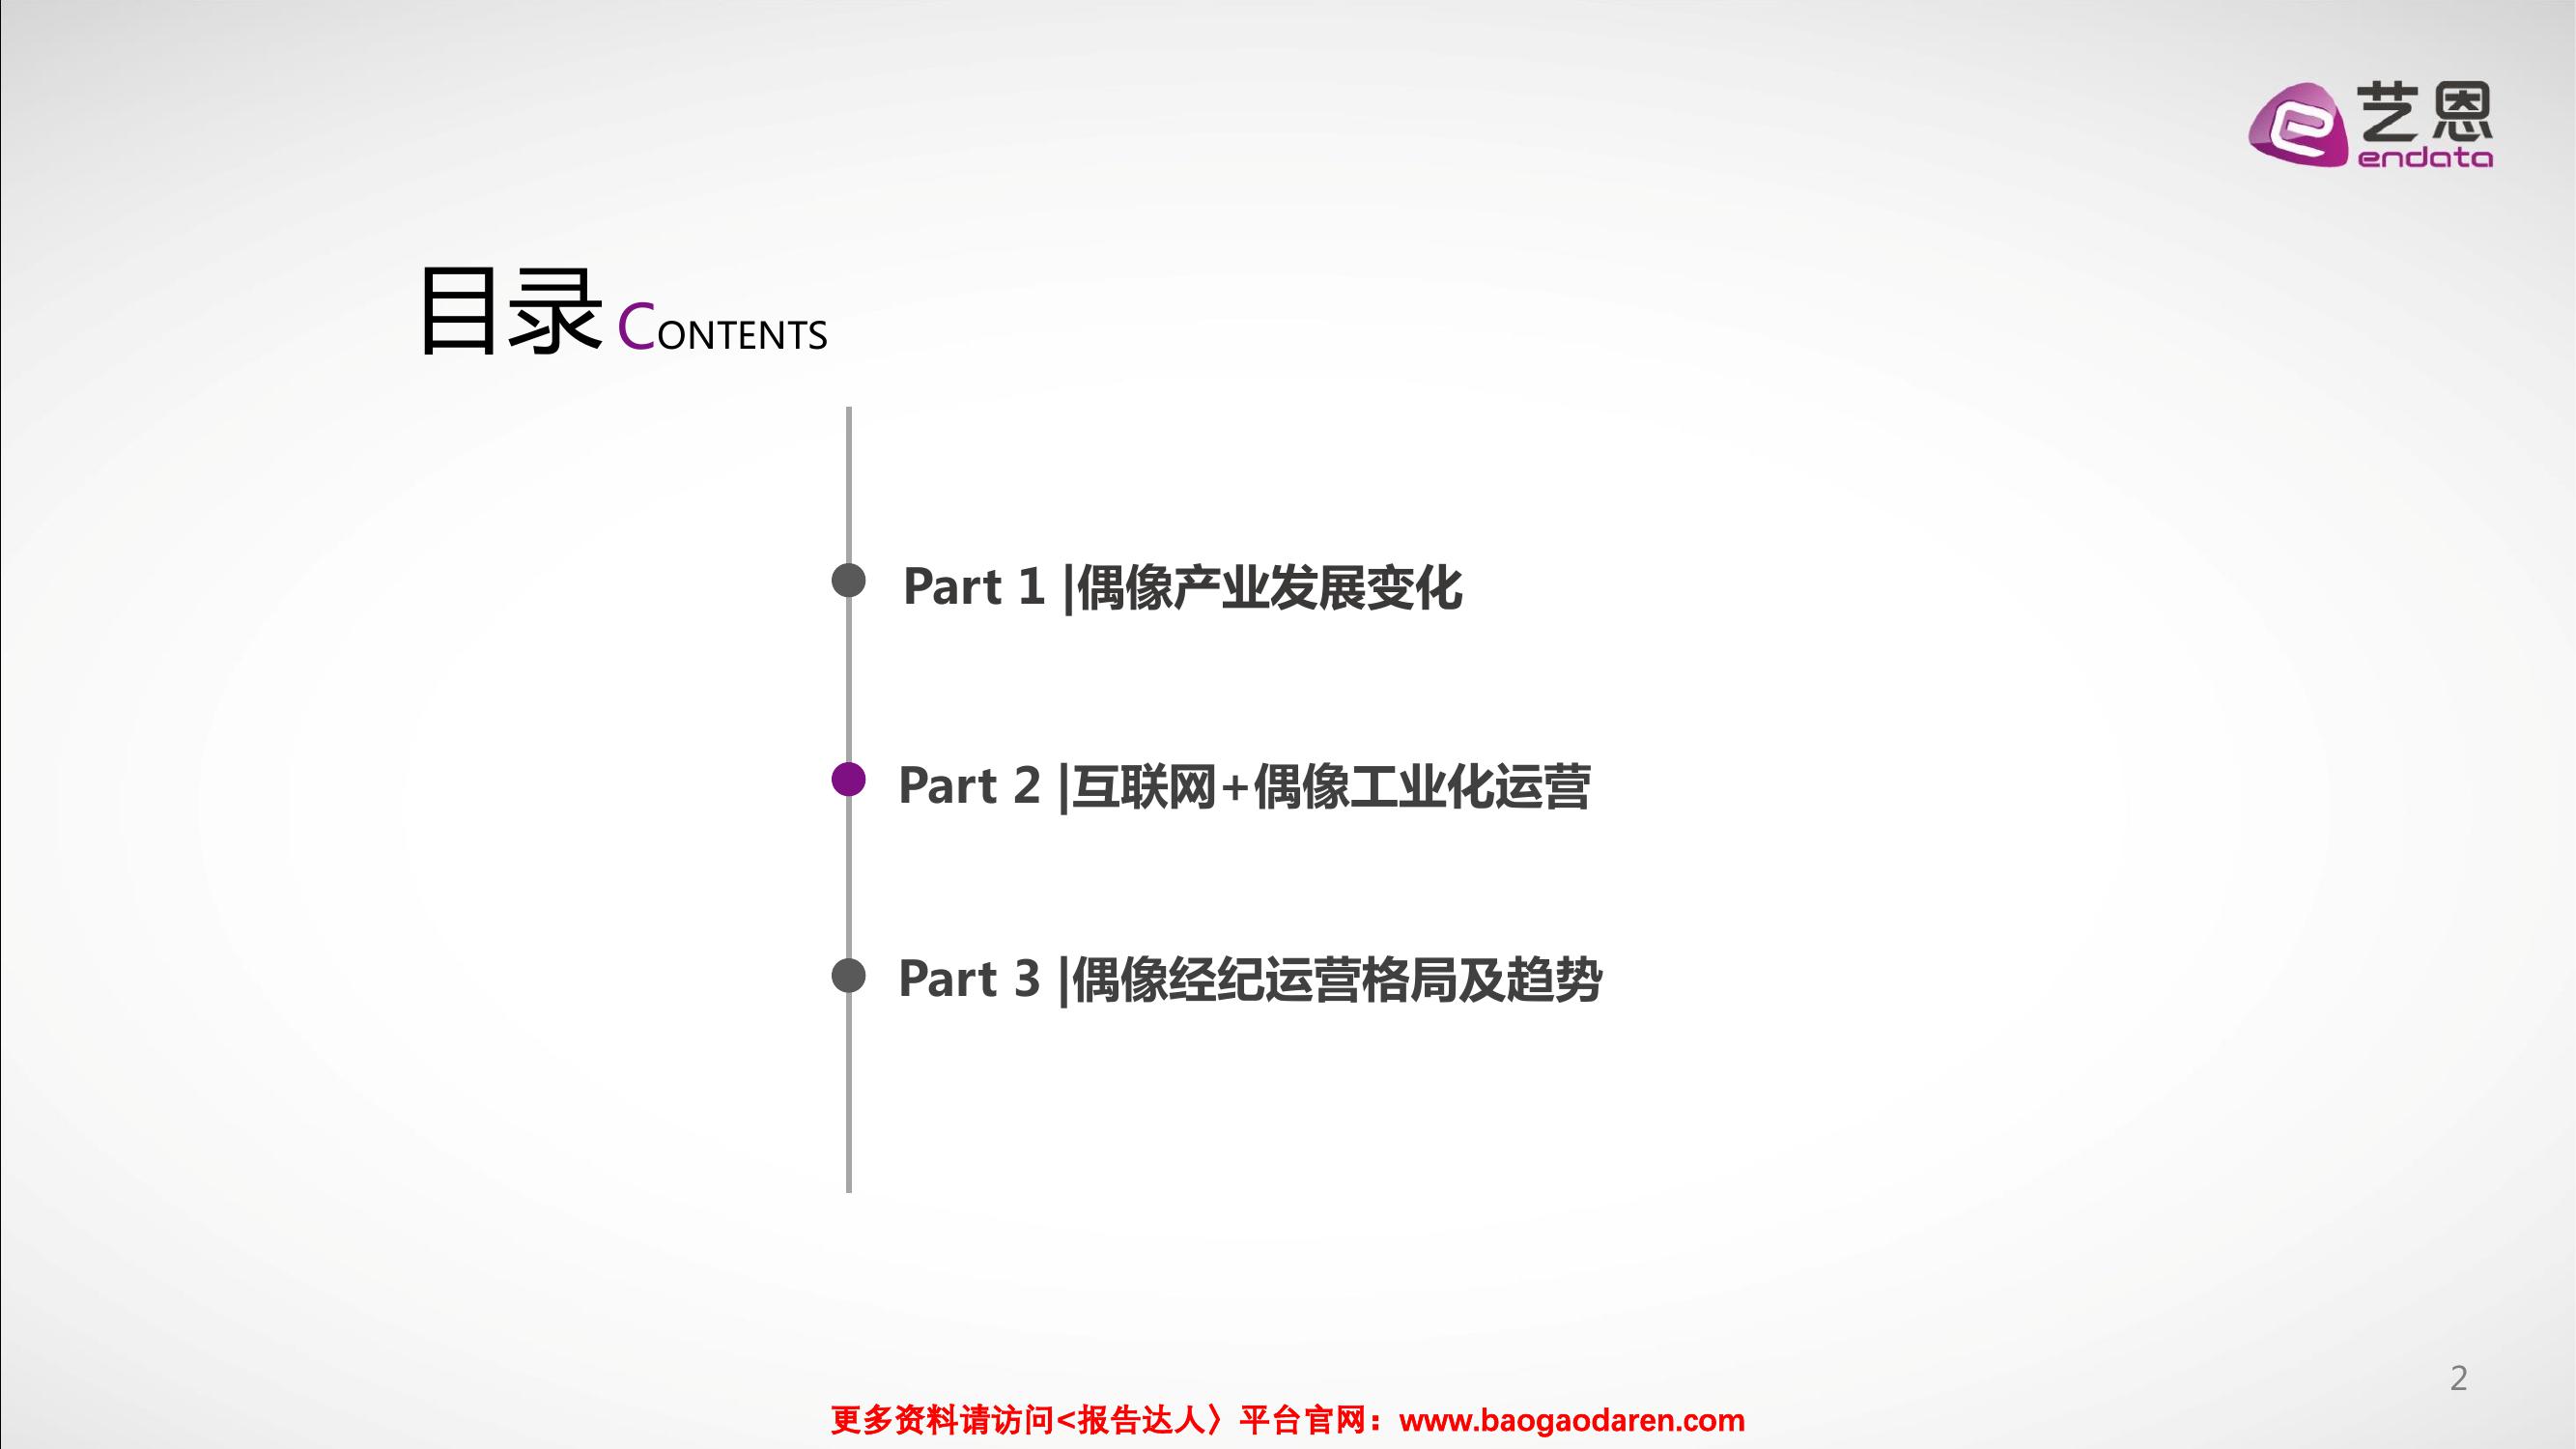 艺恩
endata
目录 CONTENTS
Part 1 |偶像产业发展变化
Part 2 |互联网+偶像工业化运营
Part 3 |偶像经纪运营格局及趋势
2
更多资料请访问<报告达人〉平台官网：www.baogaodaren.com